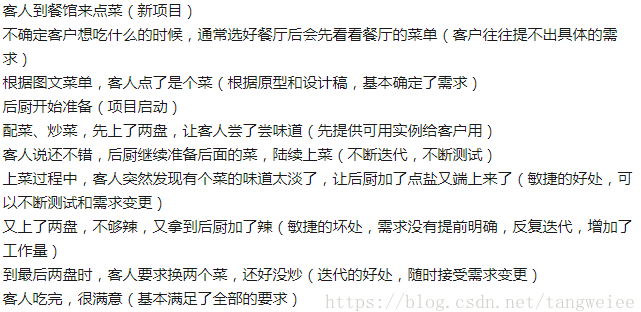 客人到餐馆来点菜（新项目）
不确定客户想吃什么的时候，通常选好餐厅后会先看看餐厅的菜单（客户往往提不出具体的需
求）
根据图文菜单，客人点了是个菜（根据原型和设计稿，基本确定了需求）
后厨开始准备（项目启动）
配菜、炒菜，先上了两盘，让客人尝了尝味道（先提供可用实例给客户用）
客人说还不错，后厨继续准备后面的菜，陆续上菜（不断迭代，不断测试）
上菜过程中，客人突然发现有个菜的味道太淡了，让后厨加了点盐又端上来了（敏捷的好处，可
以不断测试和需求变更）
又上了两盘，不够辣，又拿到后厨加了辣（敏捷的坏处，需求没有提前明确，反复迭代，增加了
工作量）
到最后两盘时，客人要求换两个菜，还好没炒（迭代的好处，随时接受需求变更）
客人吃完，很满意（基本满足了全部的要求）
https://blog.csdn.net/tangweiee